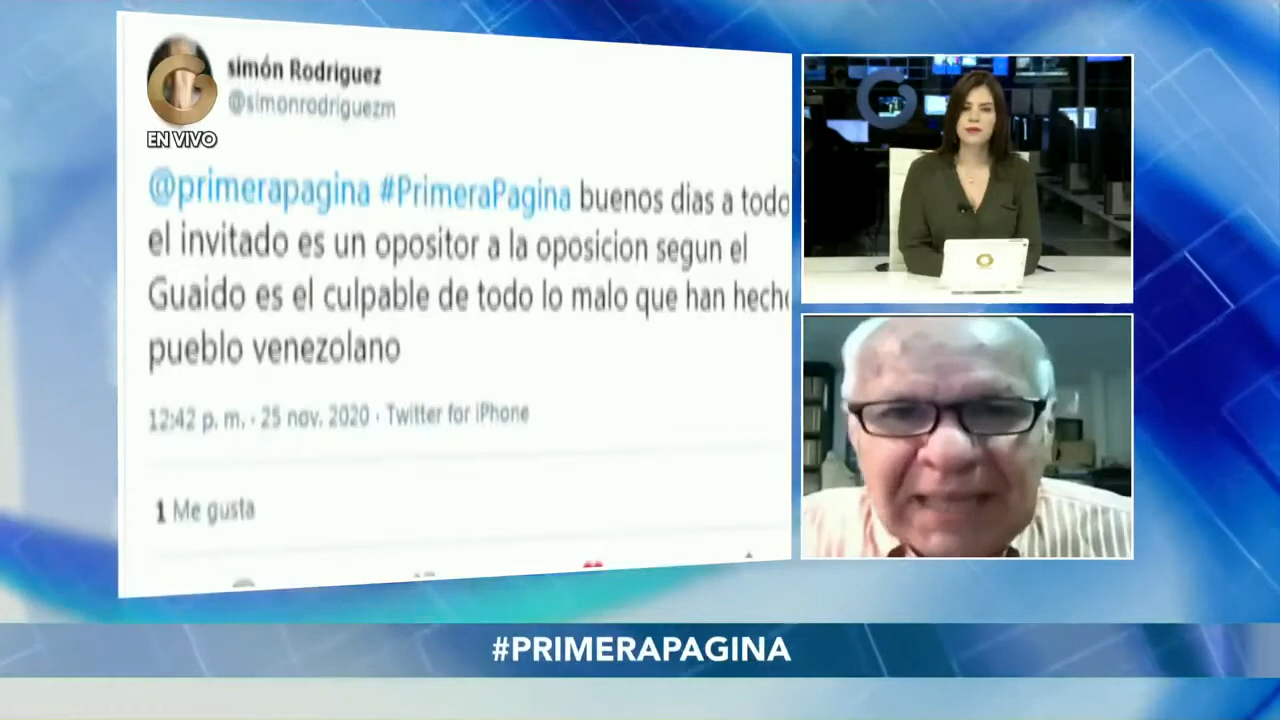 simón Rodriguez
@simonrodriguezm
EN VIVO
@primerapagina #PrimeraPagina buenos dias a todo
el invitado es un opositor a la oposicion segun el
Guaido es el culpable de todo lo malo que han hecho
pueblo venezolano
12:42 p. m. · 25 nov. 2020 · Twitter for iPhone
1 Me gusta
#PRIMERAPAGINA